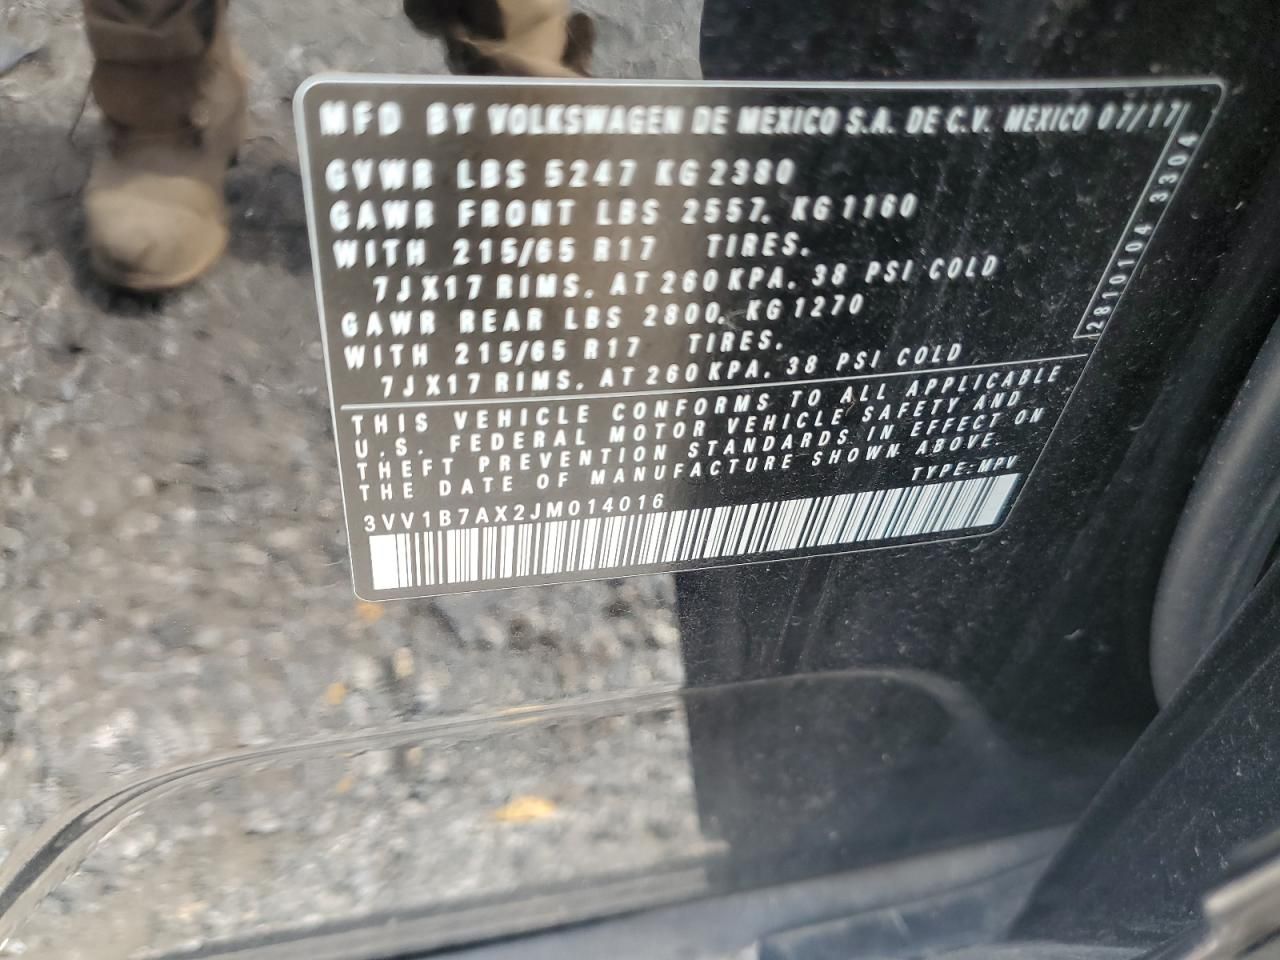 MFD BY VOLKSWAGEN DE MEXICO S.A. DE C.V. MEXICO 07/17
GVWR LBS 5247 KG 2380
GAWR FRONT LBS 2557. KG 1160
WITH 215/65 R17 TIRES.
7JX17 RIMS. AT 260 KPA. 38 PSI COLD
GAWR REAR LBS 2800. KG 1270
WITH 215/65 R17 TIRES.
7JX17 RIMS. AT 260 KPA. 38 PSI COLD
2810104 3304
THIS VEHICLE CONFORMS TO ALL APPLICABLE
U.S. FEDERAL MOTOR VEHICLE SAFETY AND
THEFT PREVENTION STANDARDS IN EFFECT ON
THE DATE OF MANUFACTURE SHOWN ABOVE.
TYPE: MPV
3VV1B7AX2JM014016